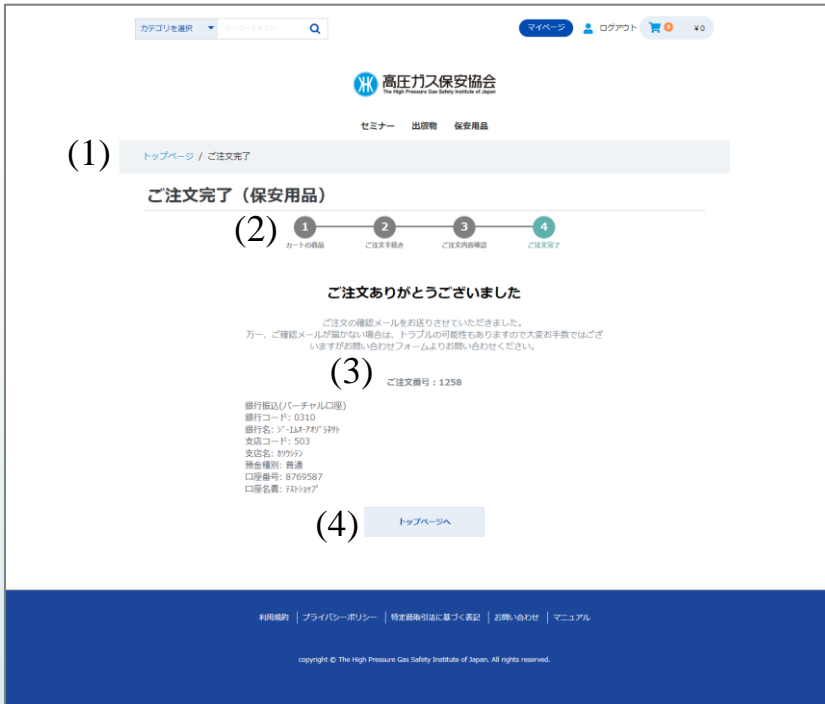 カテゴリを選択
マイページ
ログアウト
0
¥0
高圧ガス保安協会
The High Pressure Gas Safety Institute of Japan
セミナー 出版物 保安用品
(1)
トップページ / ご注文完了
ご注文完了（保安用品）
(2)
1 2 3 4
カートの商品 ご注文手続き ご注文内容確認 ご注文完了
ご注文ありがとうございました
ご注文の確認メールをお送りさせていただきました。
万一、ご確認メールが届かない場合は、トラブルの可能性もありますので大変お手数ではござ
いますがお問い合わせフォームよりお問い合わせください。
(3)
ご注文番号：1258
銀行振込(バーチャル口座)
銀行コード: 0310
銀行名: ｼﾞｰｴﾑｵｰｱｵｿﾞﾗﾈｯﾄ
支店コード: 503
支店名:
預金種別: 普通
口座番号: 8769587
口座名義: ﾃｽﾄｼｮｯﾌﾟ
(4)
トップページへ
利用規約 | プライバシーポリシー | 特定商取引法に基づく表記 | お問い合わせ | マニュアル
copyright © The High Pressure Gas Safety Institute of Japan. All rights reserved.